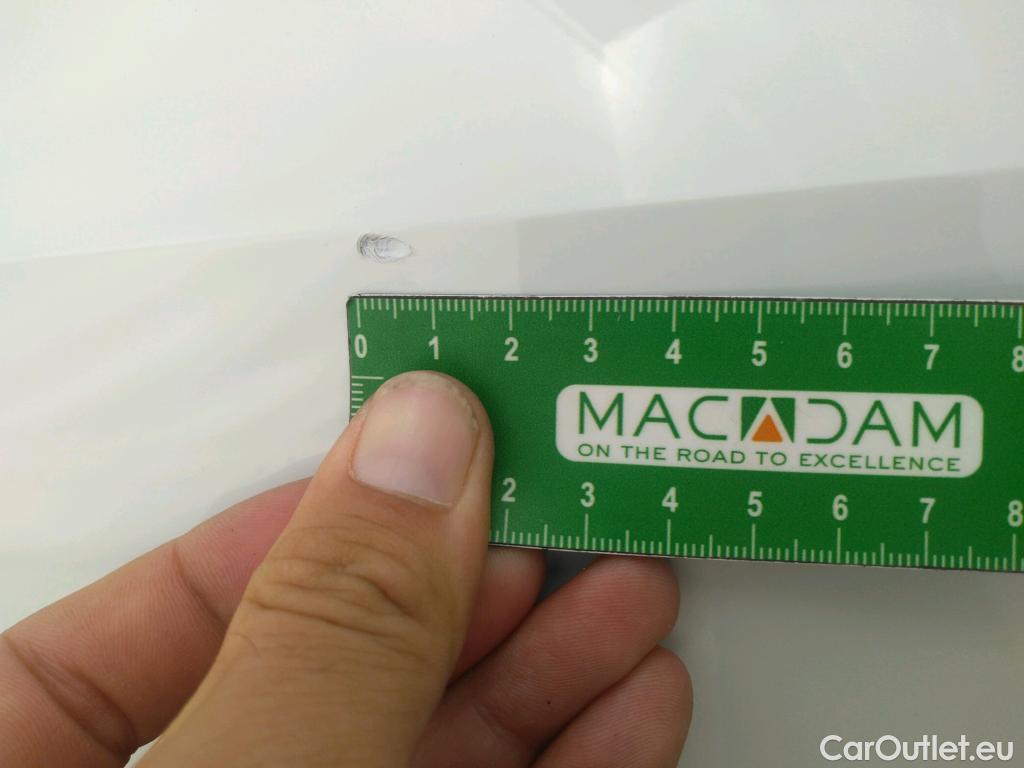 0 1 2 3 4 5 6 7 8
MACADAM
ON THE ROAD TO EXCELLENCE
2 3 4 5 6 7 8
CarOutlet.eu